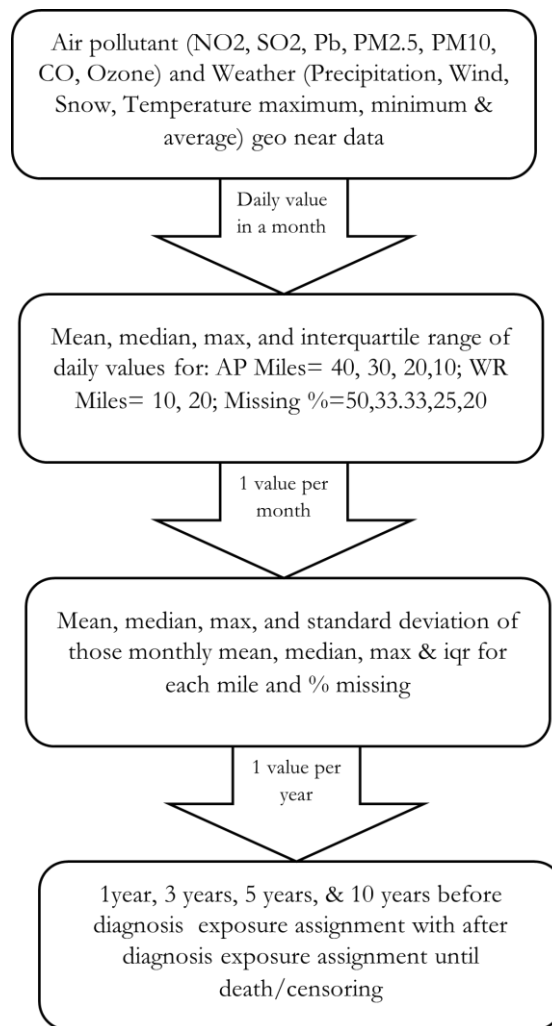 Air pollutant (NO2, SO2, Pb, PM2.5, PM10,
CO, Ozone) and Weather (Precipitation, Wind,
Snow, Temperature maximum, minimum &
average) geo near data
Daily value
in a month
Mean, median, max, and interquartile range of
daily values for: AP Miles= 40, 30, 20,10; WR
Miles= 10, 20; Missing %=50,33.33,25,20
1 value per
month
Mean, median, max, and standard deviation of
those monthly mean, median, max & iqr for
each mile and % missing
1 value per
year
1year, 3 years, 5 years, & 10 years before
diagnosis exposure assignment with after
diagnosis exposure assignment until
death/censoring